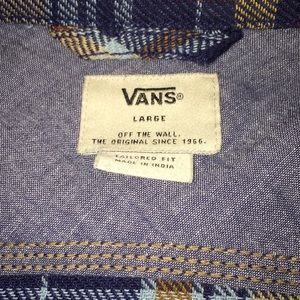 VANS®
LARGE
OFF THE WALL.
THE ORIGINAL SINCE 1966.
TAILORED FIT
MADE IN INDIA